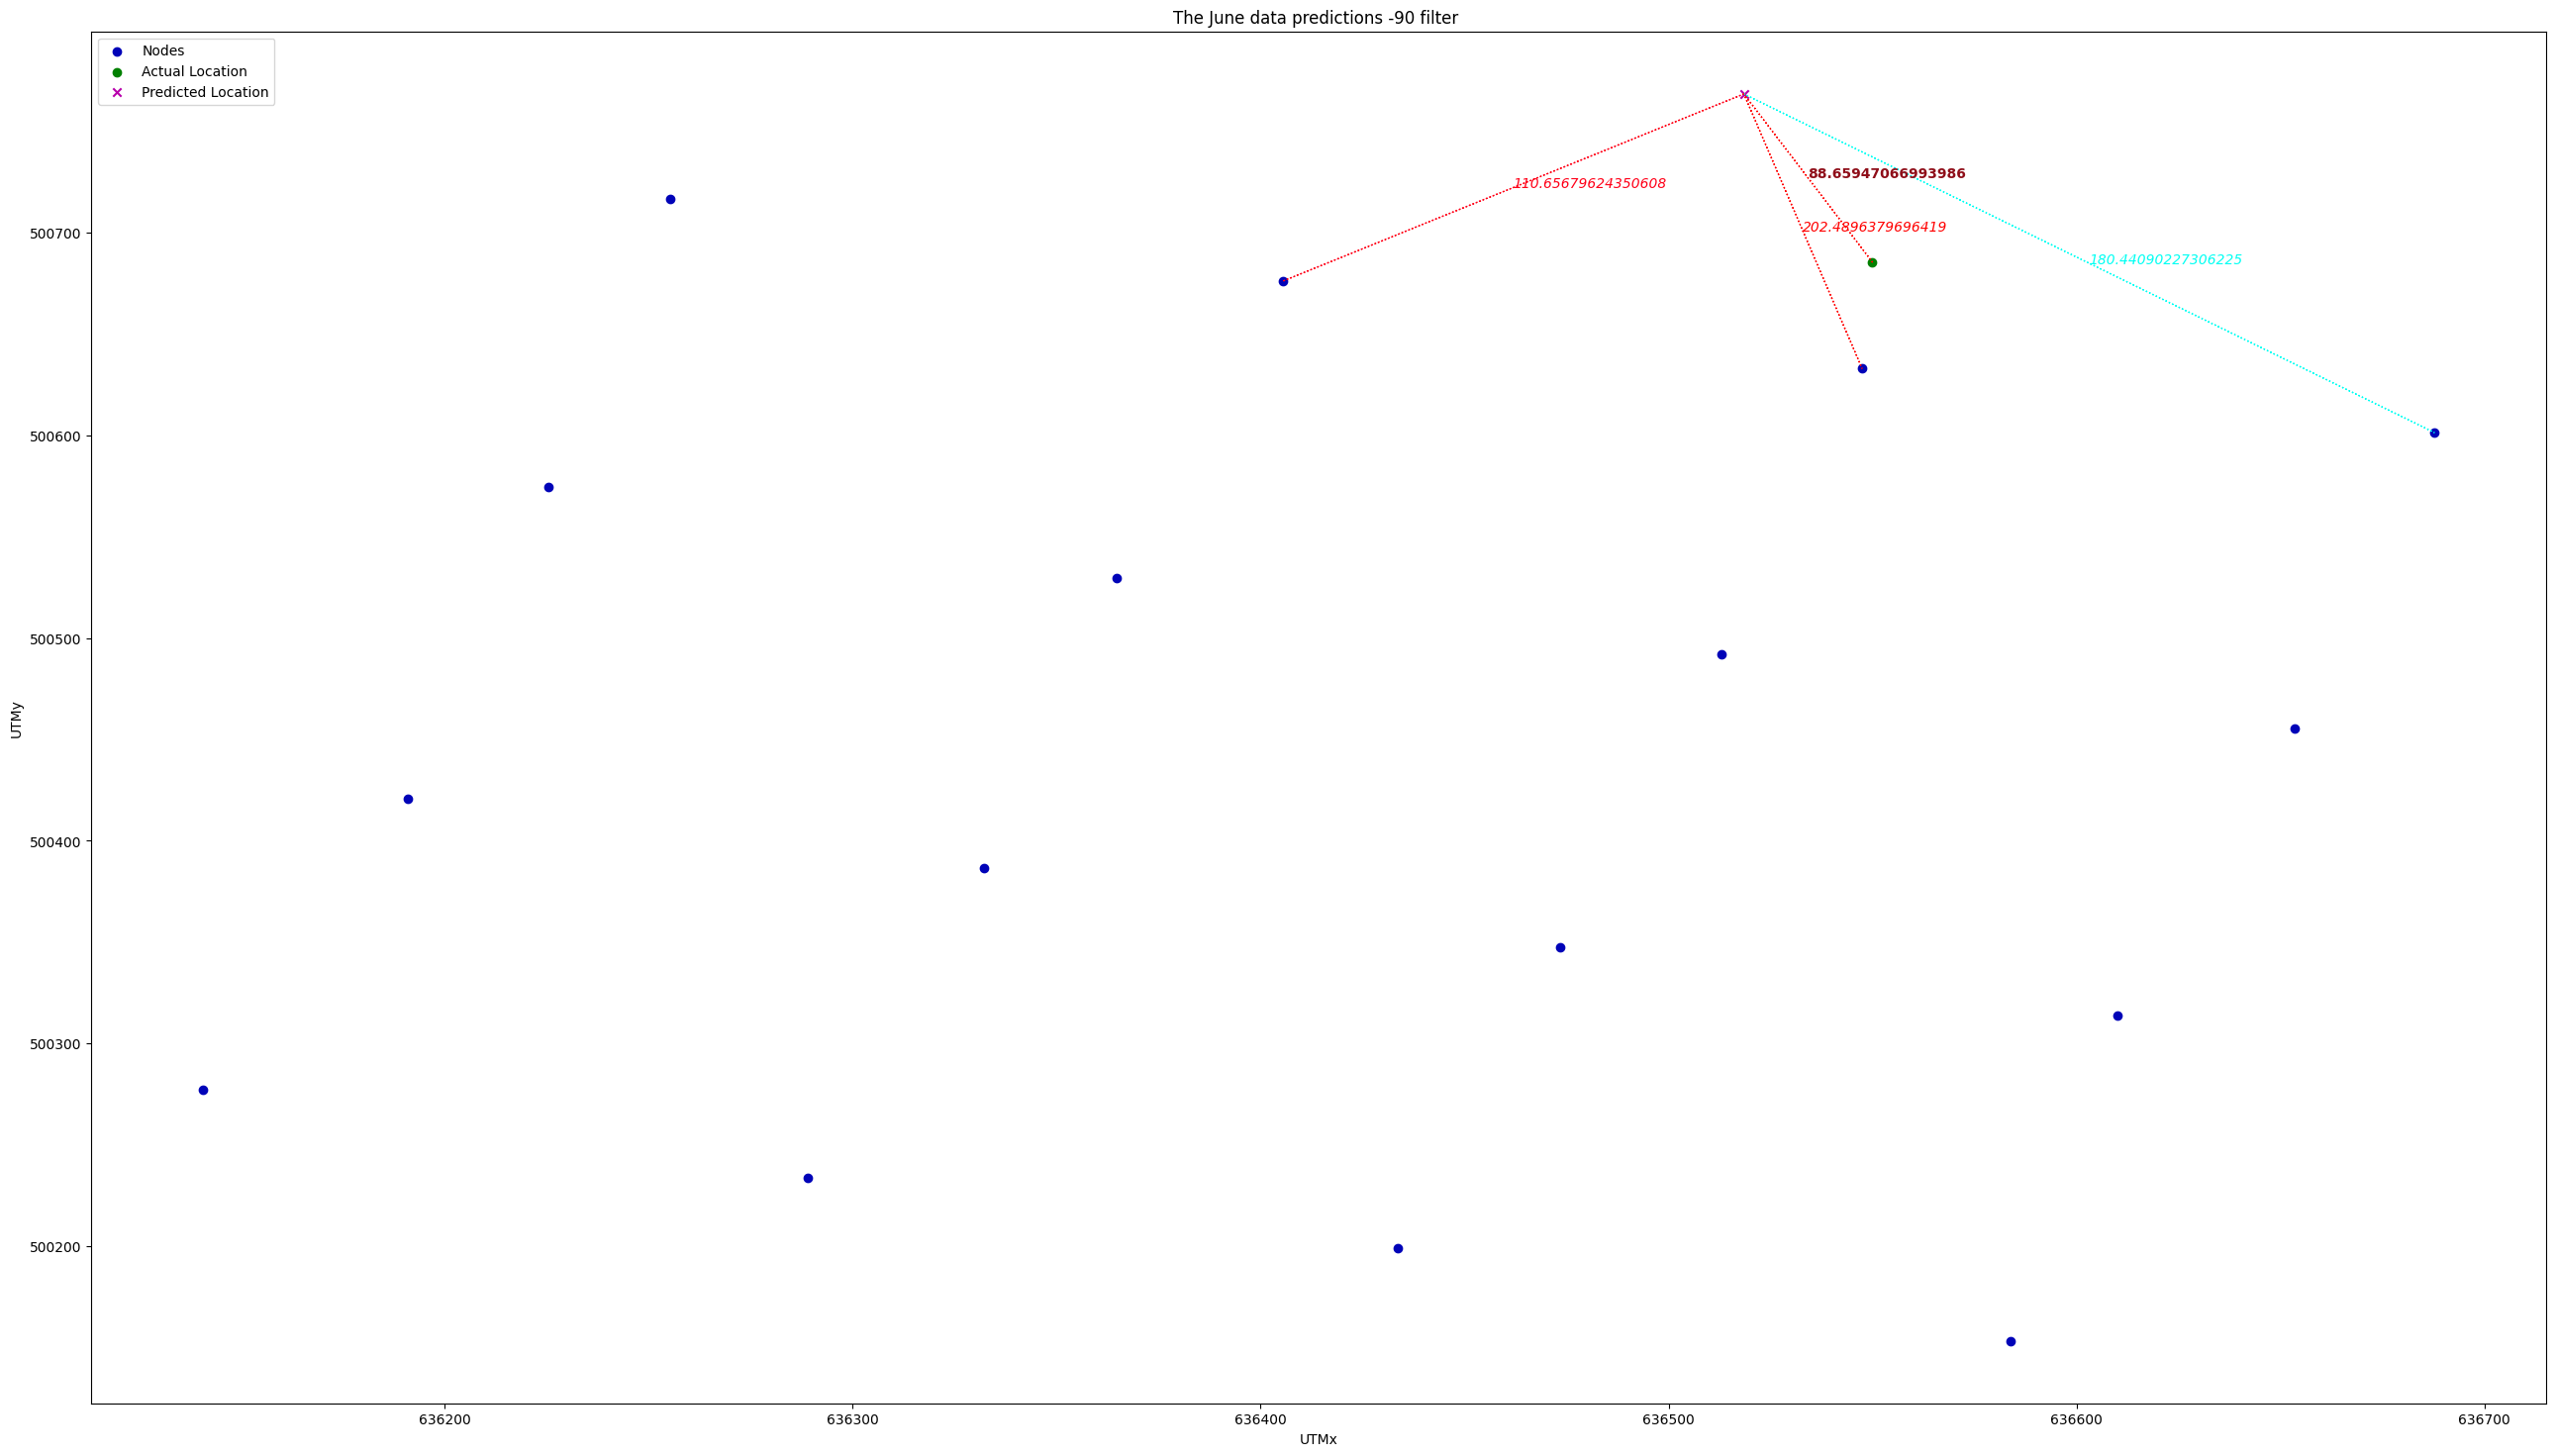 The June data predictions -90 filter
Nodes
Actual Location
Predicted Location
88.65947066993986
110.65679624350608
202.4896379696419
180.44090227306225
500700
500600
500500
500400
500300
500200
UTMy
636200
636300
636400
636500
636600
636700
UTMx